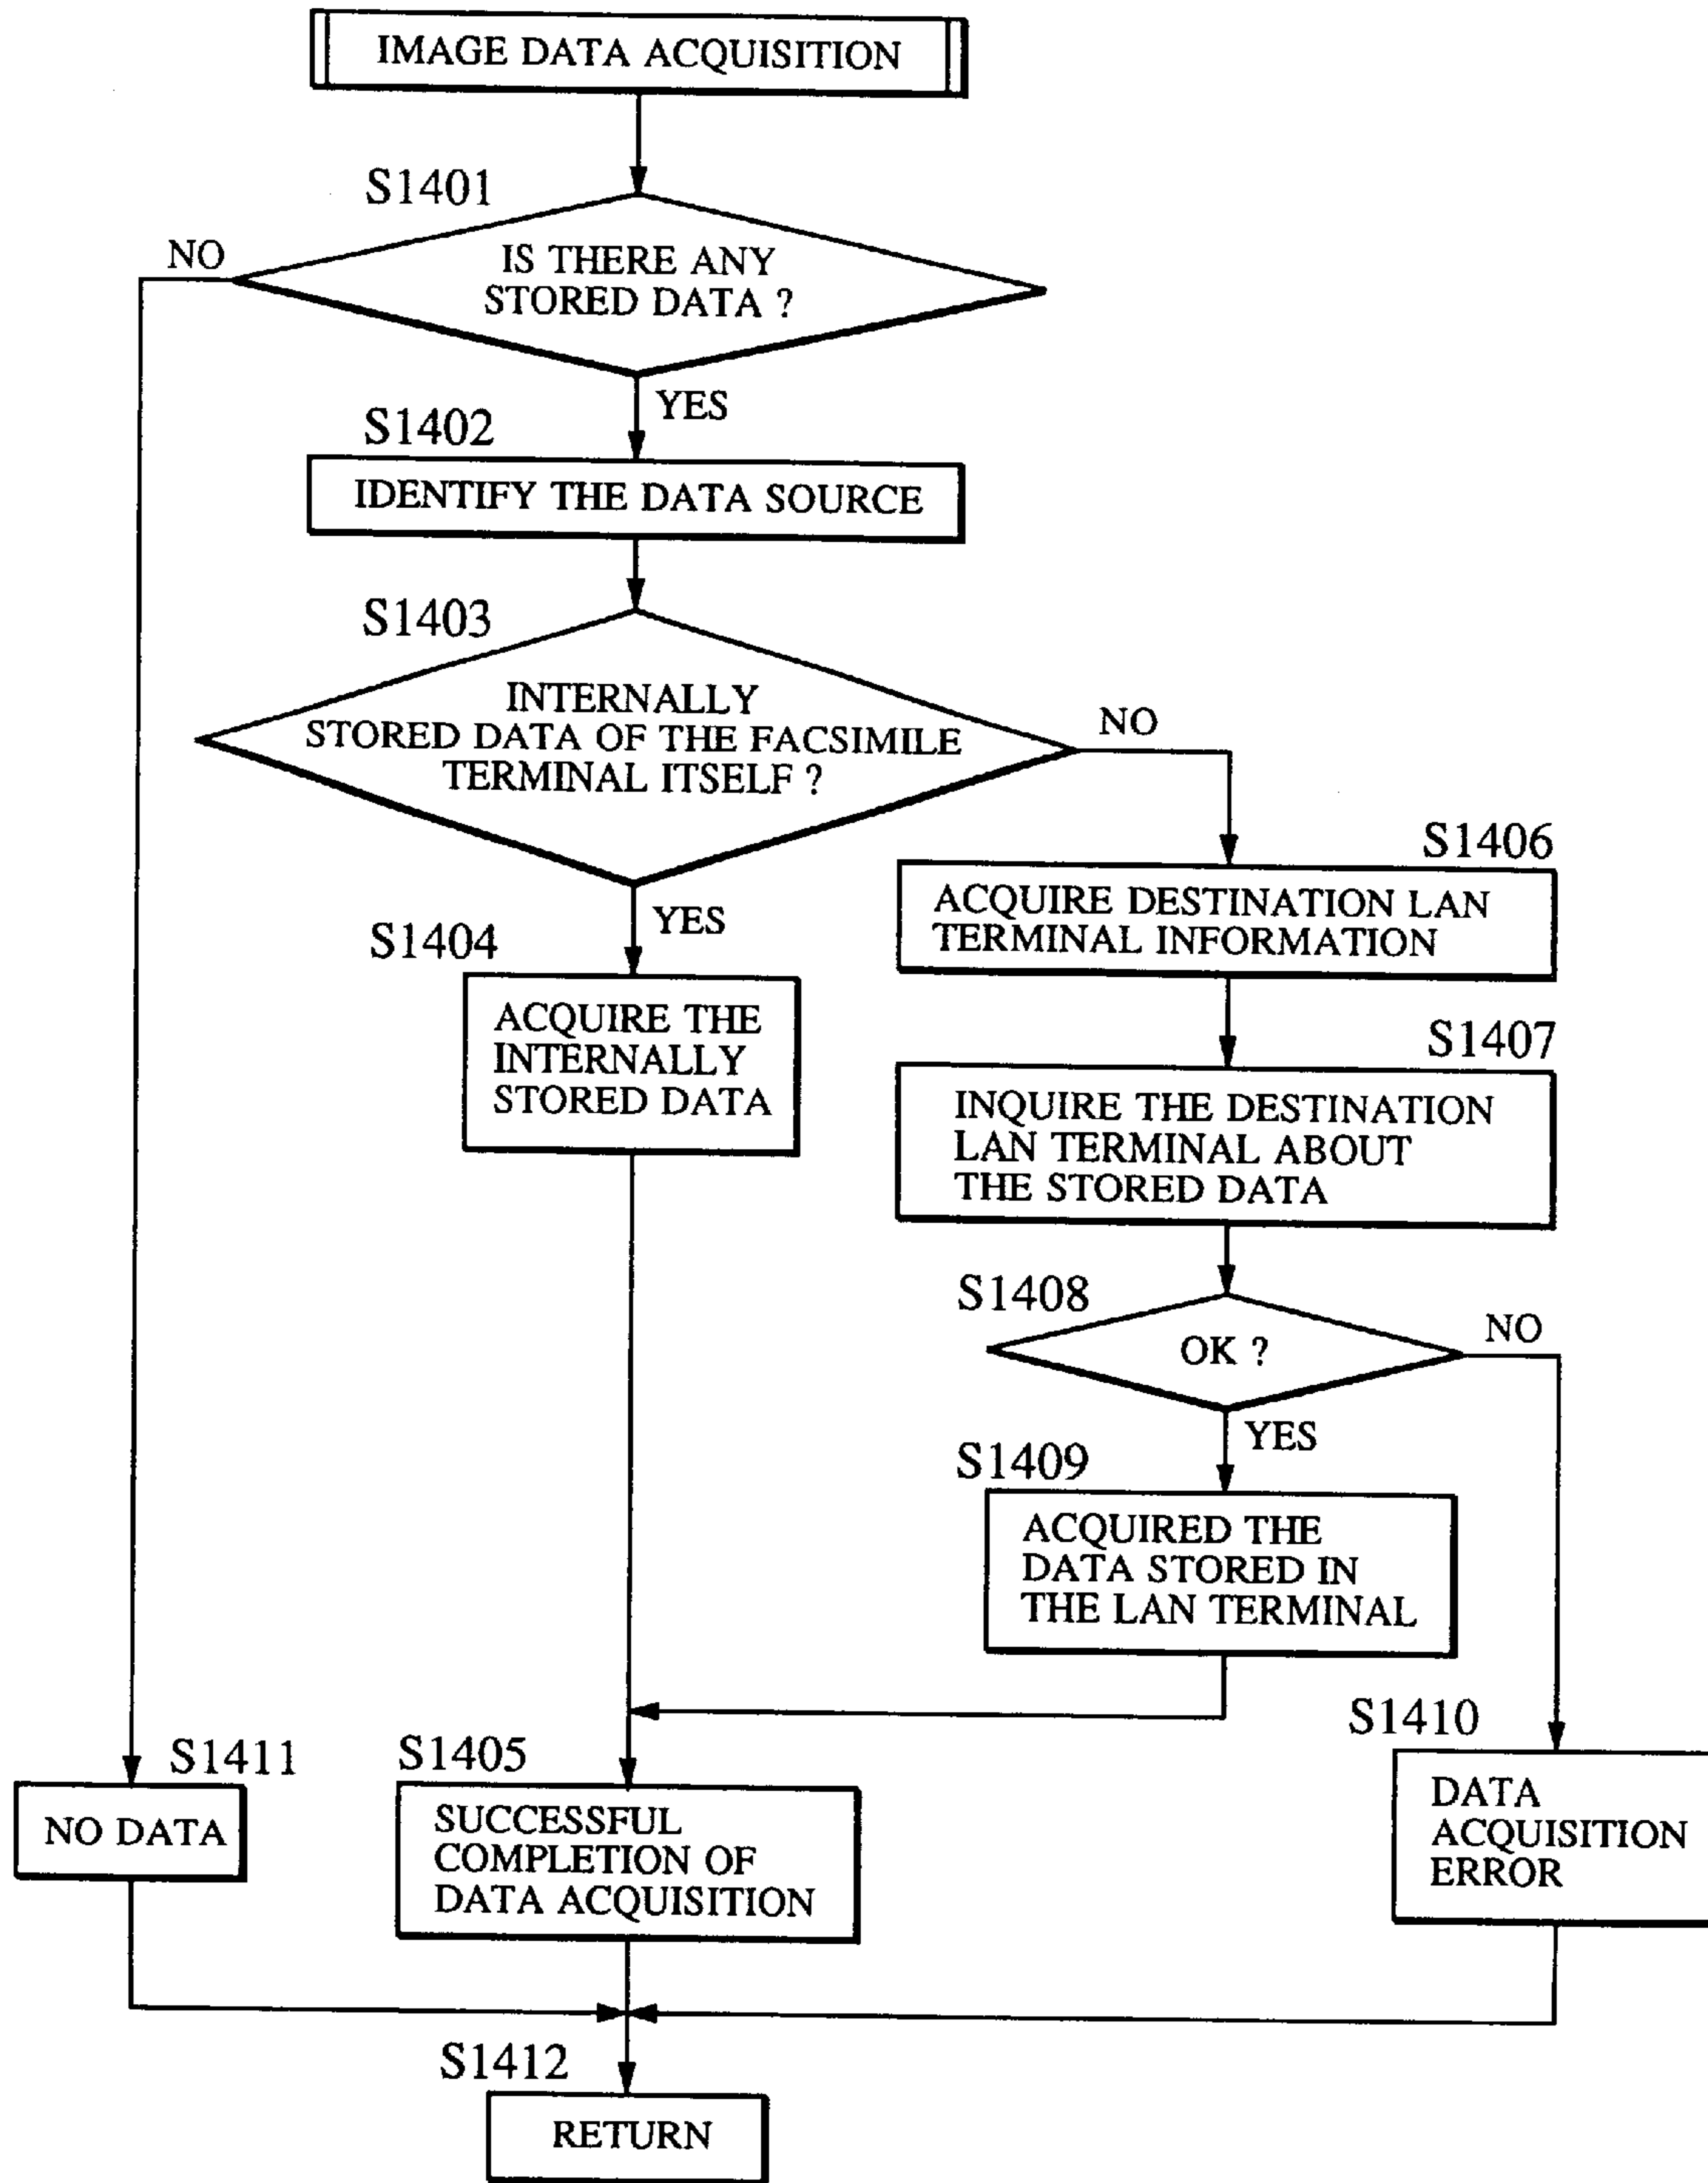 IMAGE DATA ACQUISITION
S1401
NO
IS THERE ANY
STORED DATA ?
YES
S1402
IDENTIFY THE DATA SOURCE
S1403
INTERNALLY
STORED DATA OF THE FACSIMILE
TERMINAL ITSELF ?
NO
YES
S1404
ACQUIRE THE
INTERNALLY
STORED DATA
S1406
ACQUIRE DESTINATION LAN
TERMINAL INFORMATION
S1407
INQUIRE THE DESTINATION
LAN TERMINAL ABOUT
THE STORED DATA
S1408
OK ?
NO
YES
S1409
ACQUIRED THE
DATA STORED IN
THE LAN TERMINAL
S1411
NO DATA
S1405
SUCCESSFUL
COMPLETION OF
DATA ACQUISITION
S1410
DATA
ACQUISITION
ERROR
S1412
RETURN